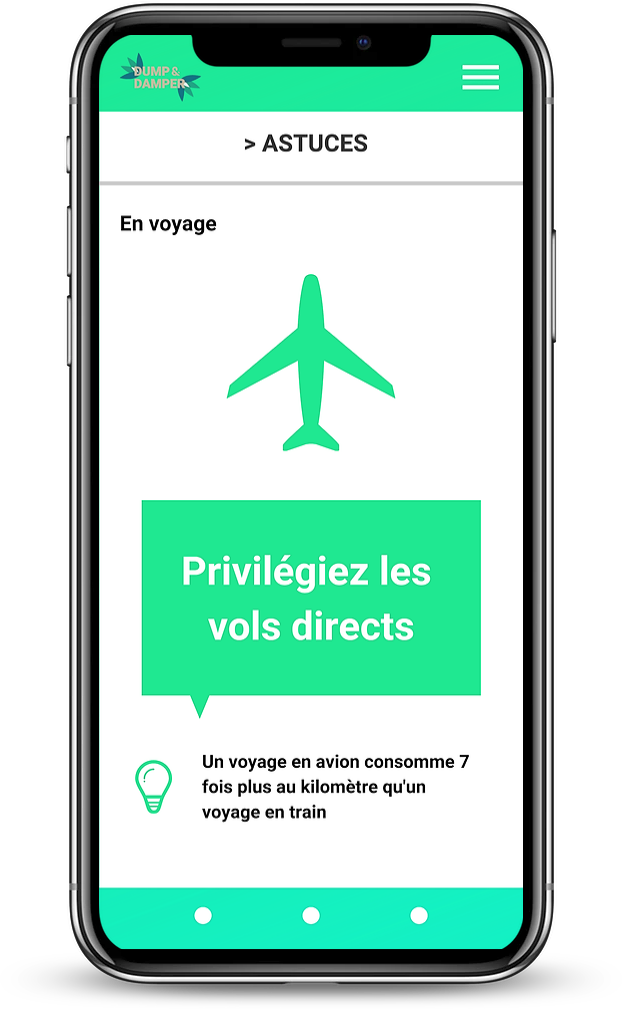 DUMP &
DAMPER
> ASTUCES
En voyage
Privilégiez les
vols directs
Un voyage en avion consomme 7
fois plus au kilomètre qu'un
voyage en train